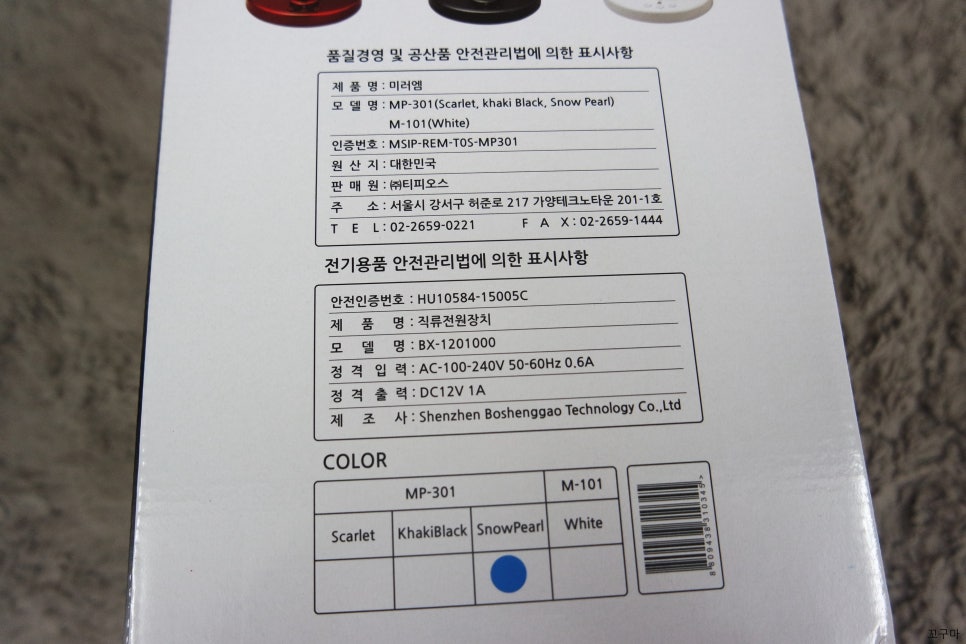 품질경영 및 공산품 안전관리법에 의한 표시사항
제 품 명 : 미러엠
모 델 명 : MP-301(Scarlet, khaki Black, Snow Pearl)
M-101(White)
인증번호 : MSIP-REM-T0S-MP301
원 산 지 : 대한민국
판 매 원 : ㈜티피오스
주 소 : 서울시 강서구 허준로 217 가양테크노타운 201-1호
T E L : 02-2659-0221 F A X : 02-2659-1444
전기용품 안전관리법에 의한 표시사항
안전인증번호 : HU10584-15005C
제 품 명 : 직류전원장치
모 델 명 : BX-1201000
정 격 입 력 : AC-100-240V 50-60Hz 0.6A
정 격 출 력 : DC12V 1A
제 조 사 : Shenzhen Boshenggao Technology Co.,Ltd
COLOR
MP-301 M-101
Scarlet KhakiBlack SnowPearl White
8 809438 310345 >
꼬구마